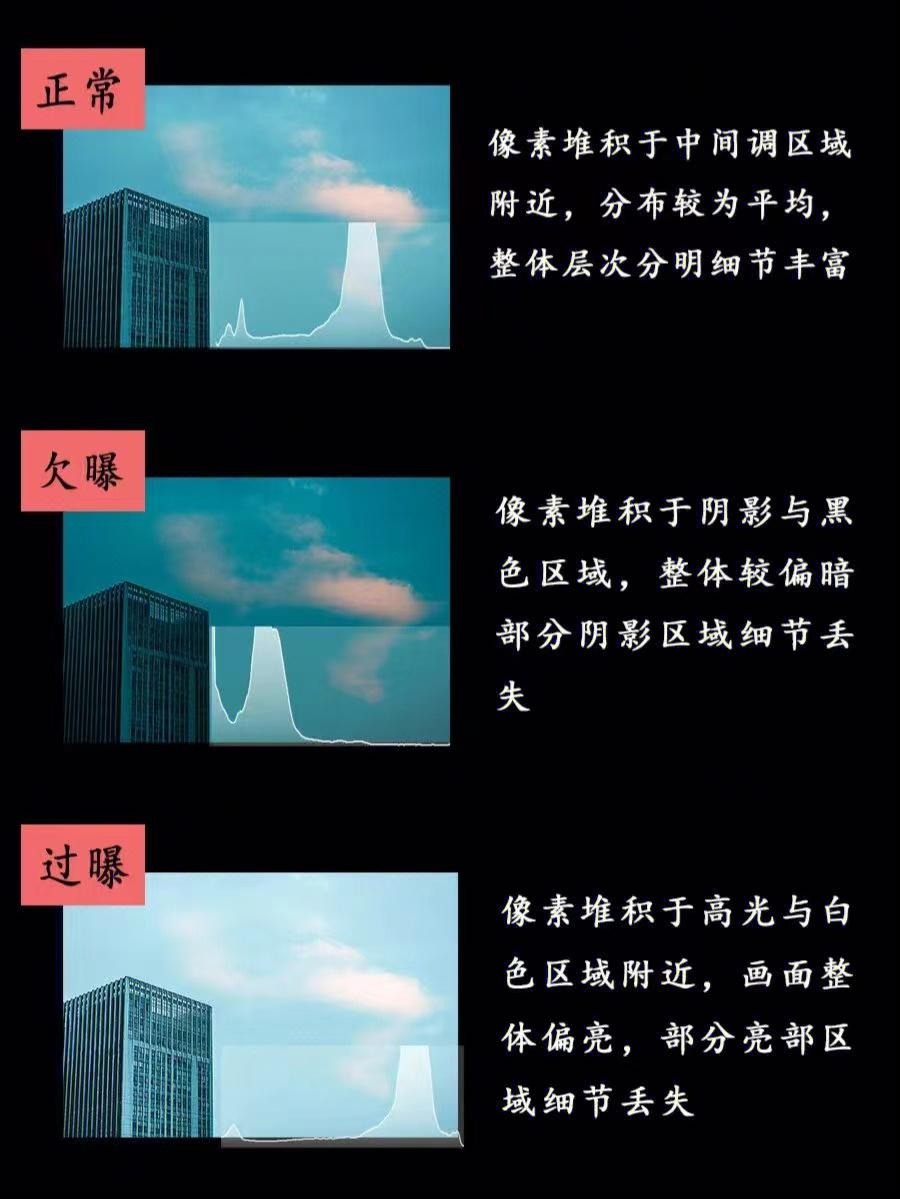 正常
像素堆积于中间调区域
附近，分布较为平均，
整体层次分明细节丰富
欠曝
像素堆积于阴影与黑
色区域，整体较偏暗
部分阴影区域细节丢
失
过曝
像素堆积于高光与白
色区域附近，画面整
体偏亮，部分亮部区
域细节丢失